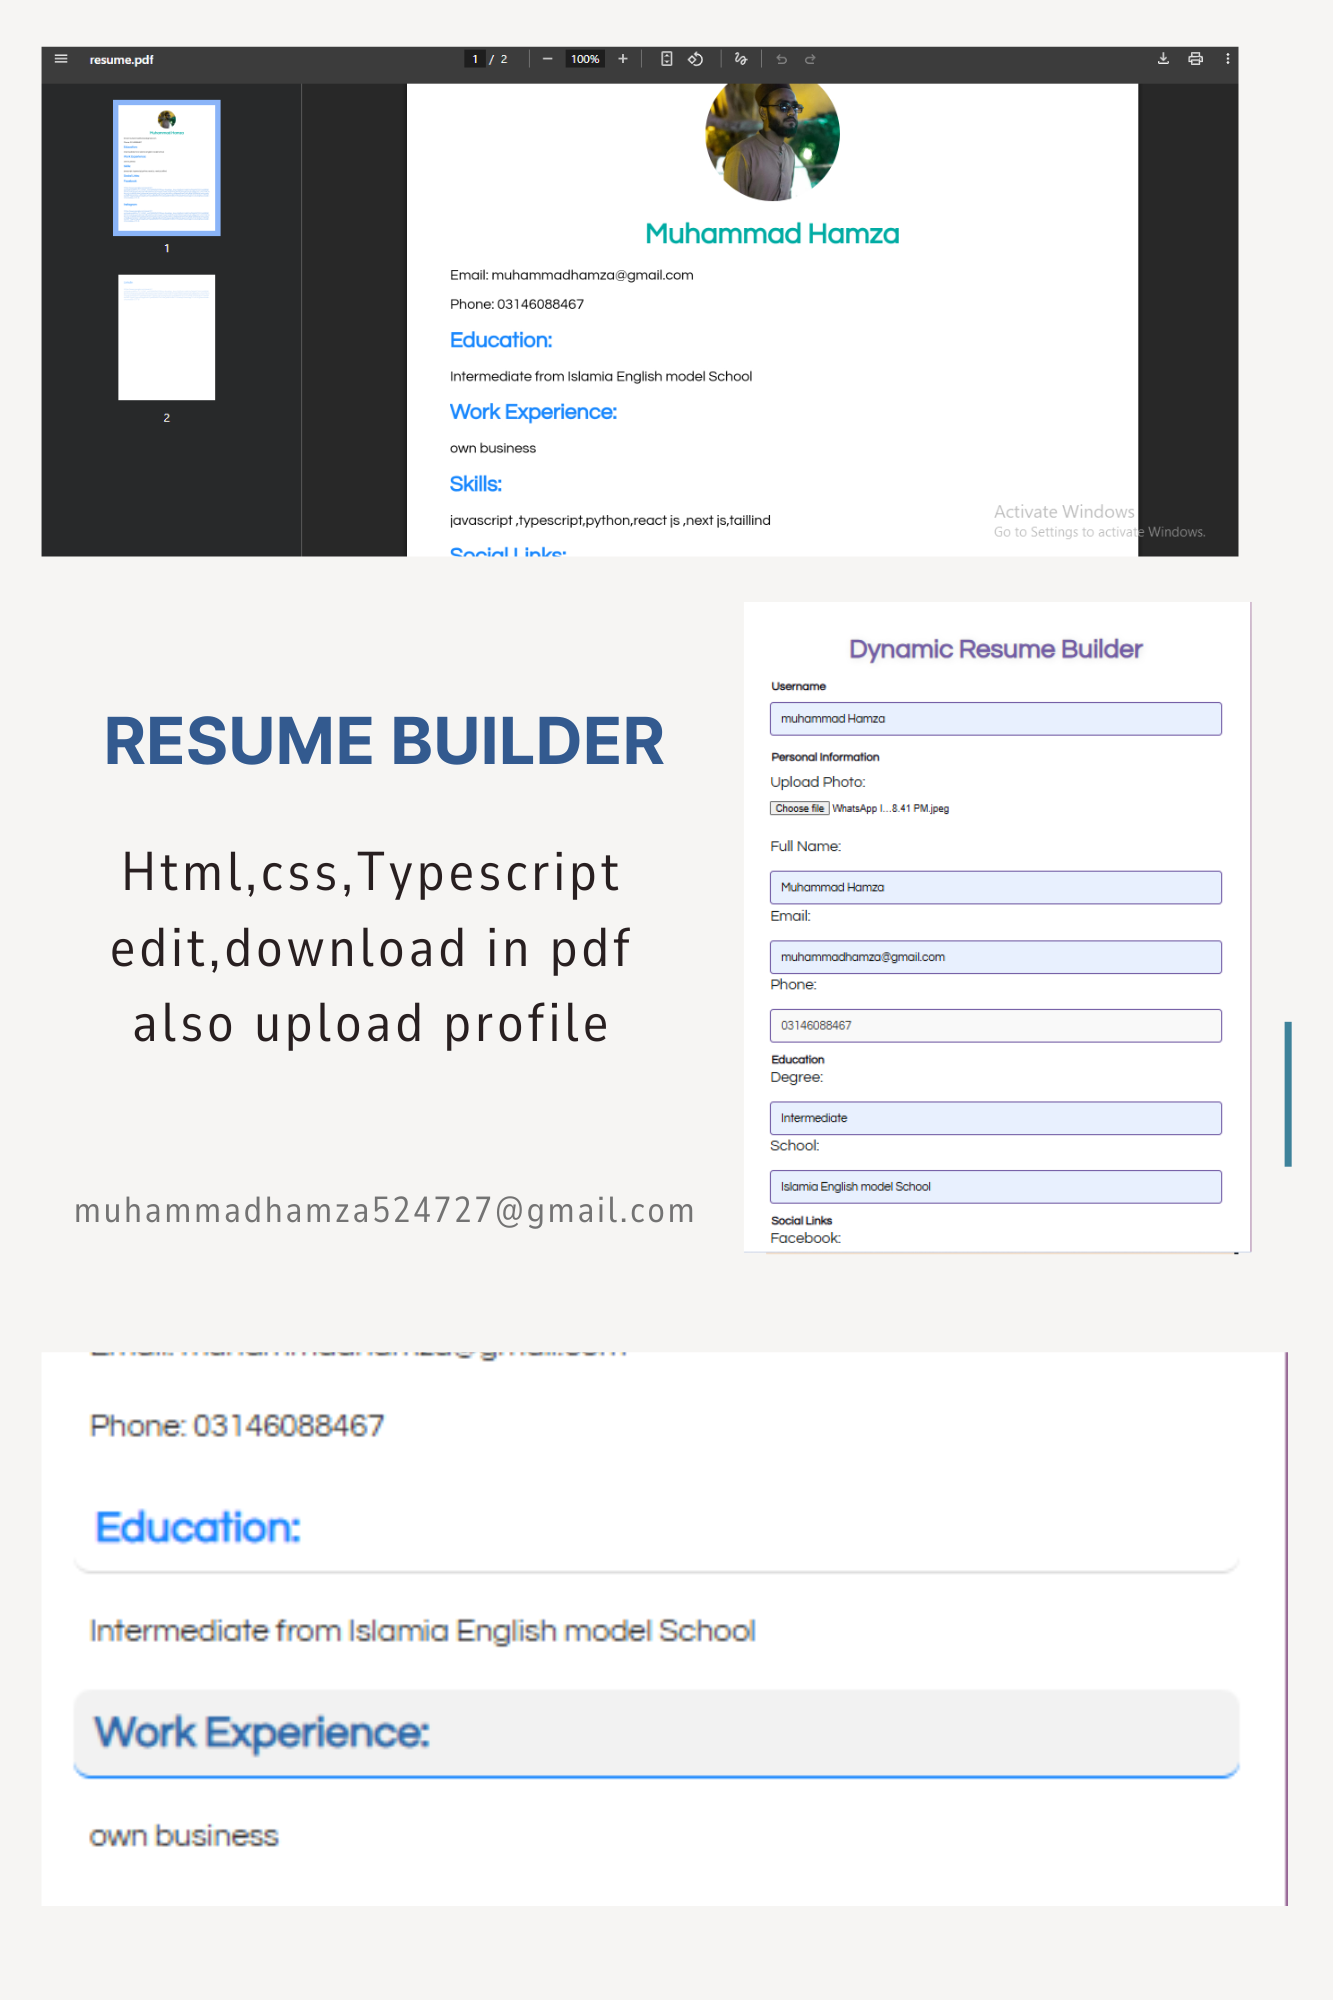 resume.pdf
1 / 2
100%
1
2
Muhammad Hamza
Email: muhammadhamza@gmail.com
Phone: 03146088467
Education:
Intermediate from Islamia English model School
Work Experience:
own business
Skills:
javascript ,typescript,python,react js ,next js,taillind
Social Links:
Activate Windows
Go to Settings to activate Windows.
RESUME BUILDER
Html,css,Typescript
edit,download in pdf
also upload profile
muhammadhamza524727@gmail.com
Dynamic Resume Builder
Username
muhammad Hamza
Personal Information
Upload Photo:
Choose file WhatsApp I...8.41 PM.jpeg
Full Name:
Muhammad Hamza
Email:
muhammadhamza@gmail.com
Phone:
03146088467
Education
Degree:
Intermediate
School:
Islamia English model School
Social Links
Facebook:
Email: muhammadhamza@gmail.com
Phone: 03146088467
Education:
Intermediate from Islamia English model School
Work Experience:
own business